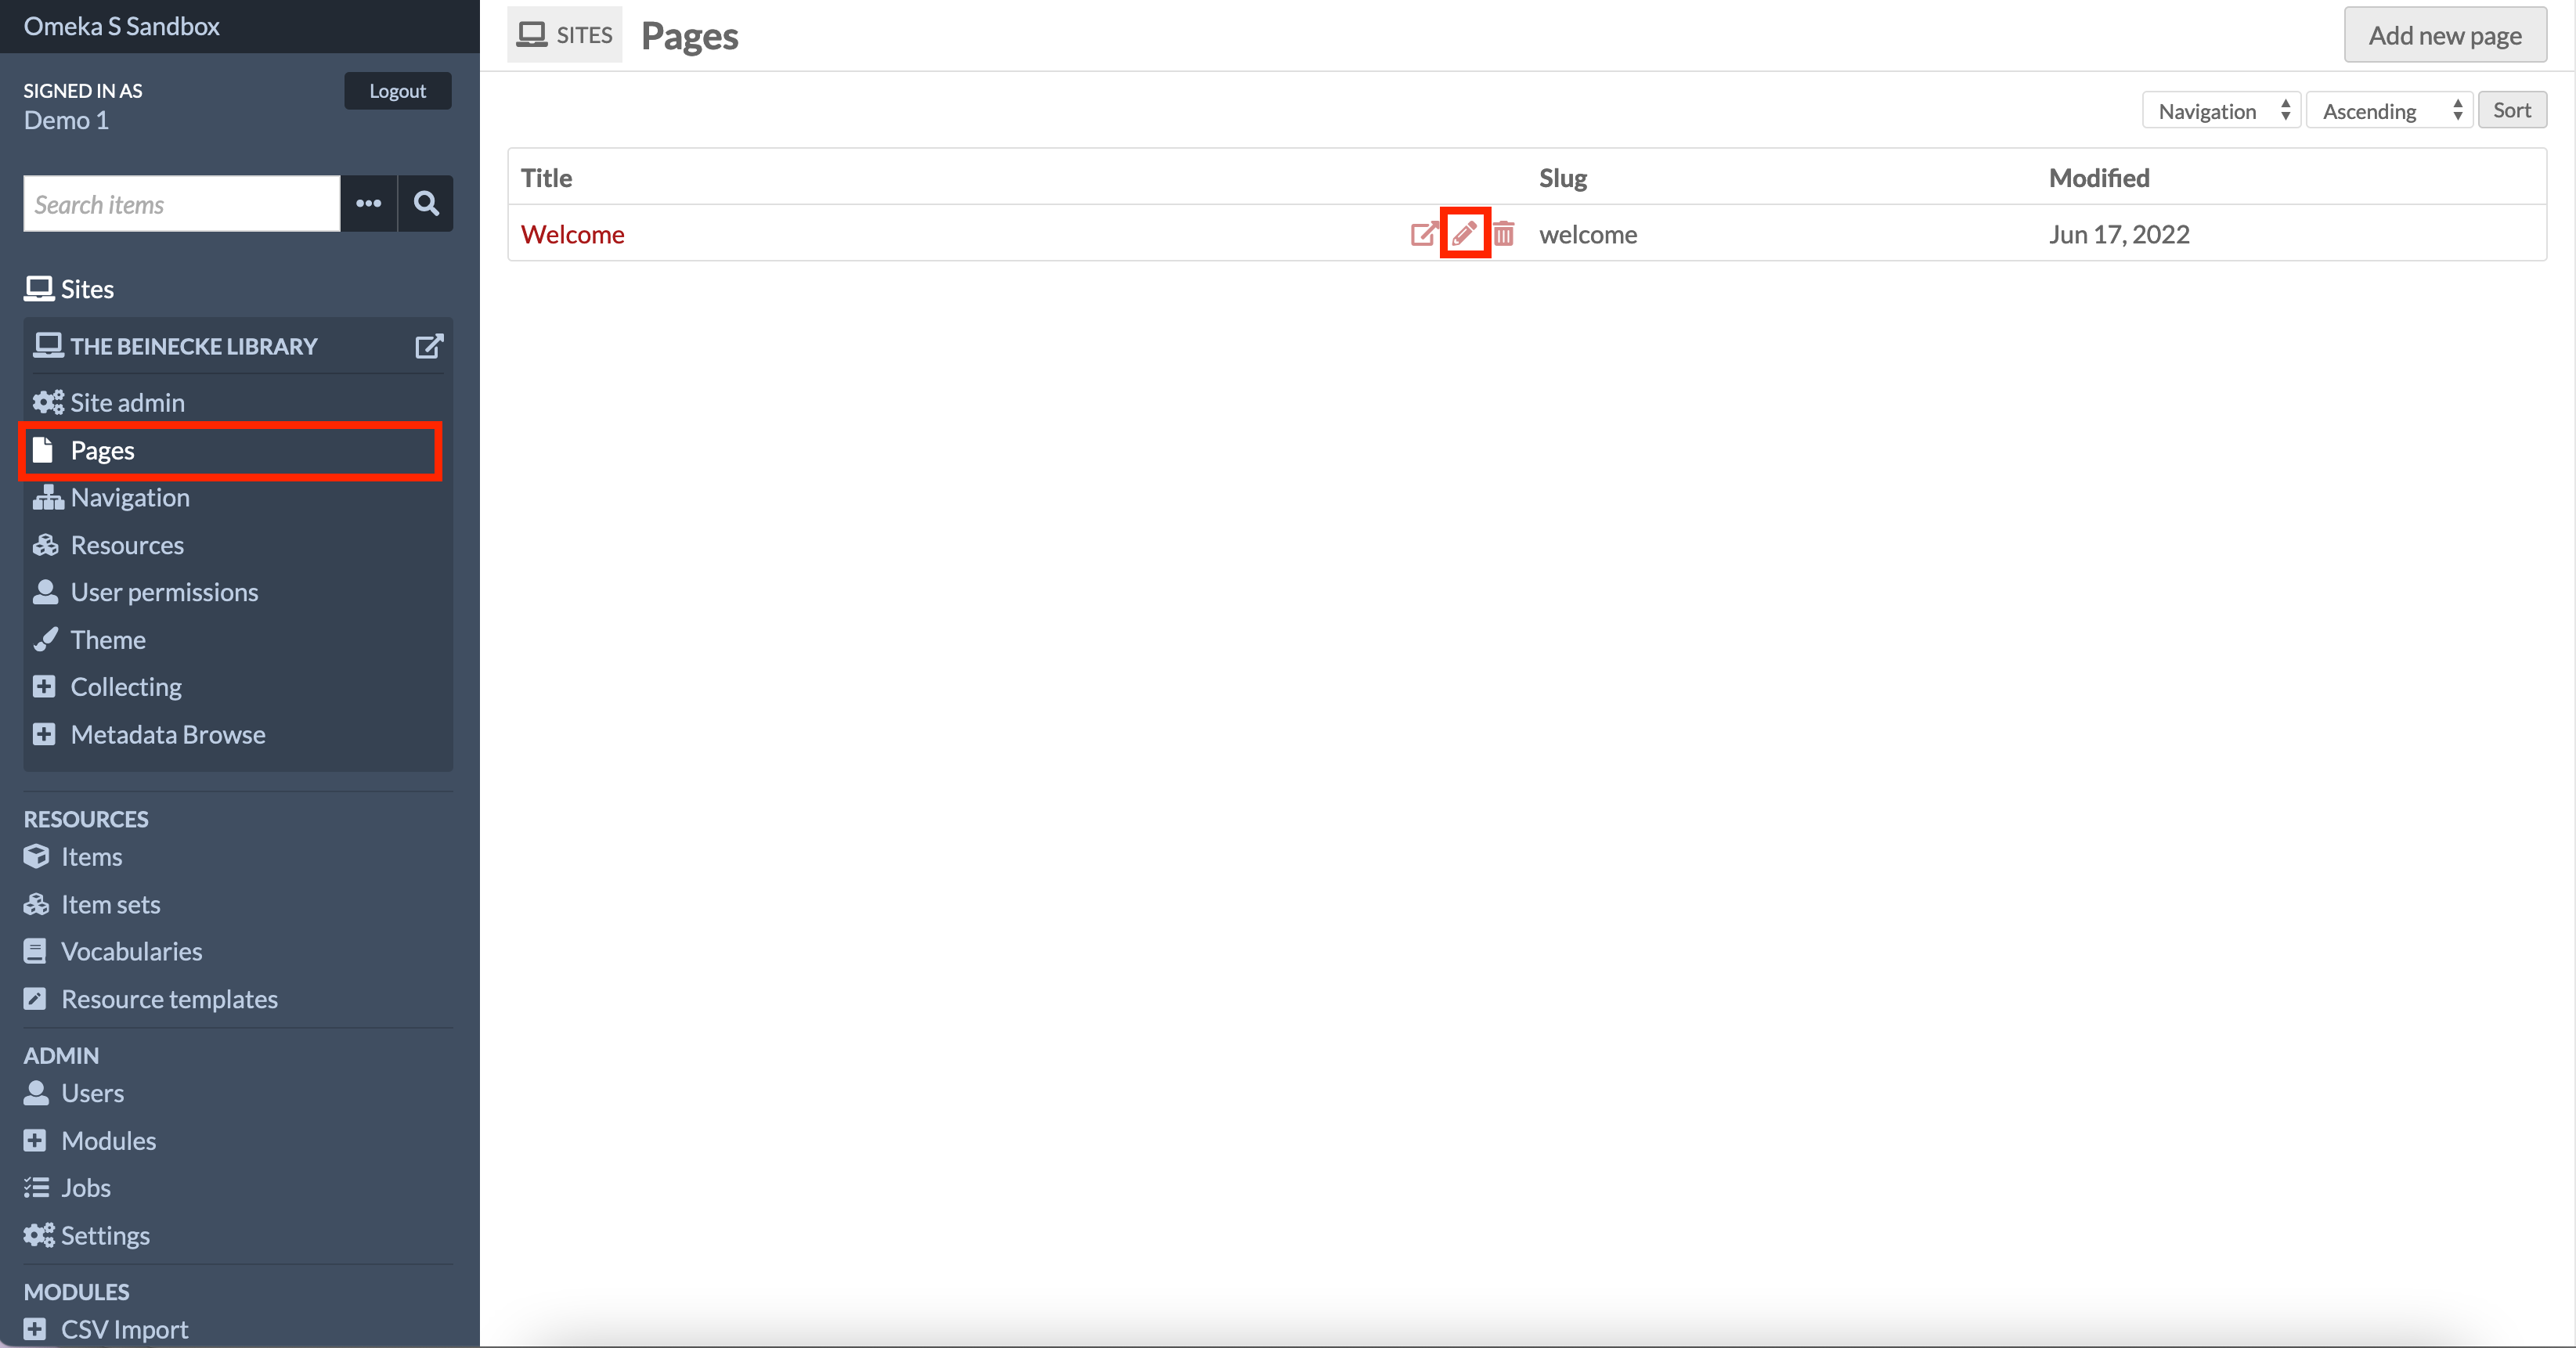 Omeka S Sandbox
SIGNED IN AS
Logout
Demo 1
Search items
Sites
THE BEINECKE LIBRARY
Site admin
Pages
Navigation
Resources
User permissions
Theme
Collecting
Metadata Browse
RESOURCES
Items
Item sets
Vocabularies
Resource templates
ADMIN
Users
Modules
Jobs
Settings
MODULES
CSV Import
SITES Pages
Add new page
Navigation Ascending Sort
Title Slug Modified
Welcome welcome Jun 17, 2022